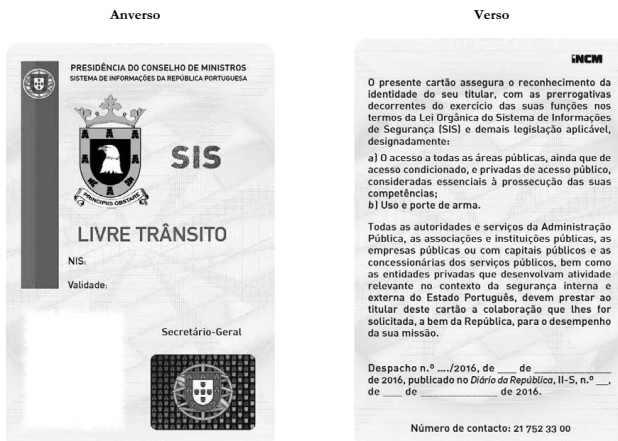 Anverso
PRESIDÊNCIA DO CONSELHO DE MINISTROS
SISTEMA DE INFORMAÇÕES DA REPÚBLICA PORTUGUESA
PRINCIPIIS OBSTARE
SIS
LIVRE TRÂNSITO
NIS:
Validade:
Secretário-Geral
Verso
INCM
O presente cartão assegura o reconhecimento da
identidade do seu titular, com as prerrogativas
decorrentes do exercício das suas funções nos
termos da Lei Orgânica do Sistema de Informações
de Segurança (SIS) e demais legislação aplicável,
designadamente:
a) O acesso a todas as áreas públicas, ainda que de
acesso condicionado, e privadas de acesso público,
consideradas essenciais à prossecução das suas
competências;
b) Uso e porte de arma.
Todas as autoridades e serviços da Administração
Pública, as associações e instituições públicas, as
empresas públicas ou com capitais públicos e as
concessionárias dos serviços públicos, bem como
as entidades privadas que desenvolvam atividade
relevante no contexto da segurança interna e
externa do Estado Português, devem prestar ao
titular deste cartão a colaboração que lhes for
solicitada, a bem da República, para o desempenho
da sua missão.
Despacho n.º ..../2016, de ___ de ______________
de 2016, publicado no Diário da República, II-S, n.º __,
de ____ de ______________ de 2016.
Número de contacto: 21 752 33 00